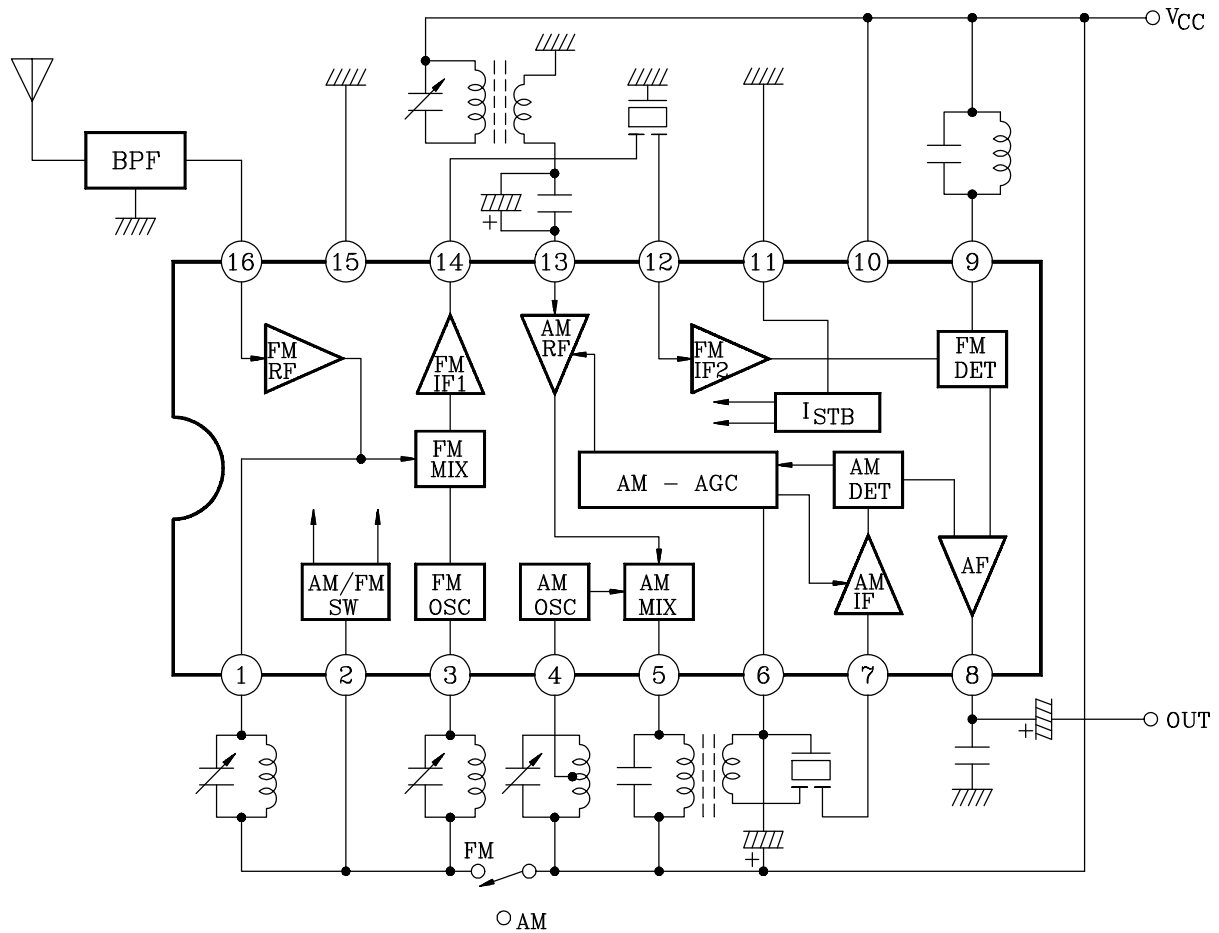 VCC
BPF
16
15
14
13
12
11
10
9
FM
RF
FM
IF1
AM
RF
FM
IF2
FM
DET
ISTB
FM
MIX
AM - AGC
AM
DET
AM/FM
SW
FM
OSC
AM
OSC
AM
MIX
AM
IF
AF
1
2
3
4
5
6
7
8
+
+
+
OUT
FM
AM